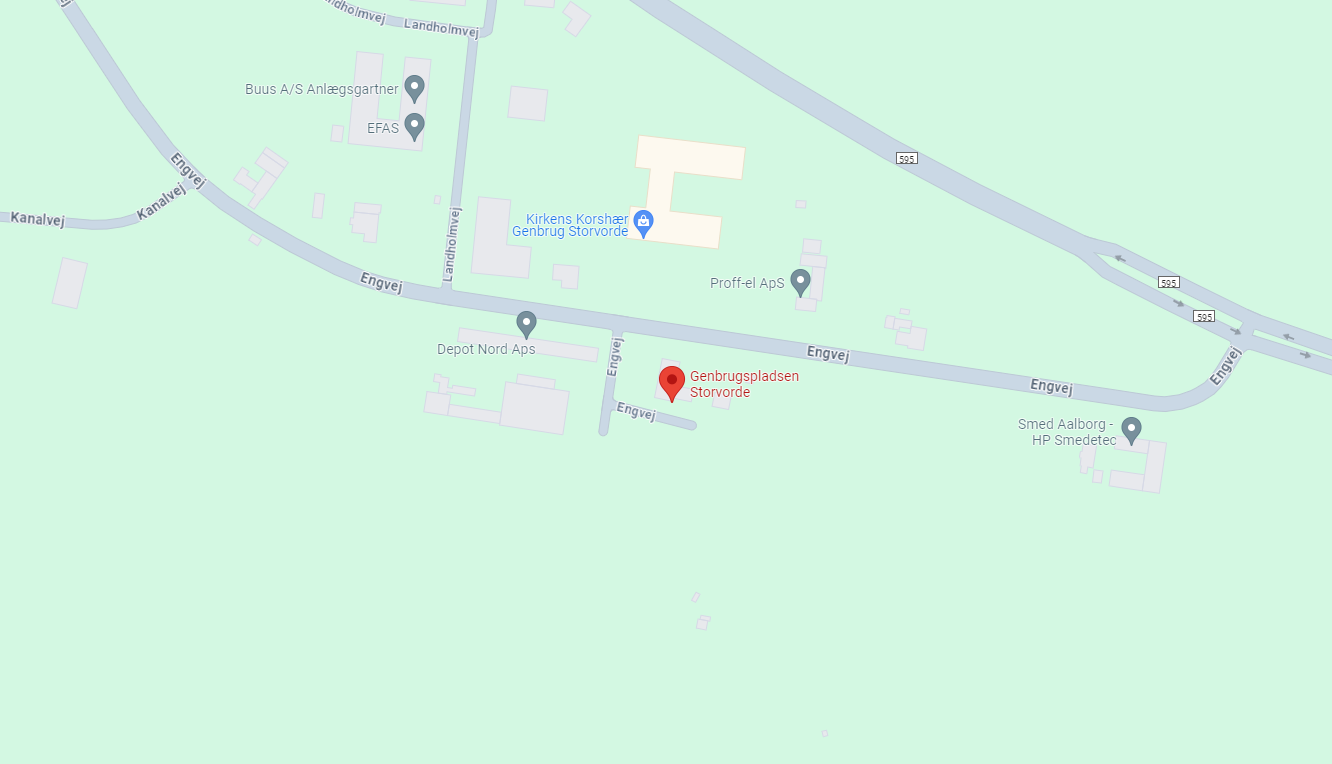 Landholmvej
Landholmvej
Buus A/S Anlægsgartner
EFAS
595
Engvej
Kanalvej
Kanalvej
Landholmvej
Kirkens Korshær
Genbrug Storvorde
Engvej
Proff-el ApS
595
595
Depot Nord Aps
Engvej
Engvej
Engvej
Engvej
Genbrugspladsen
Storvorde
Engvej
Smed Aalborg -
HP Smedetec